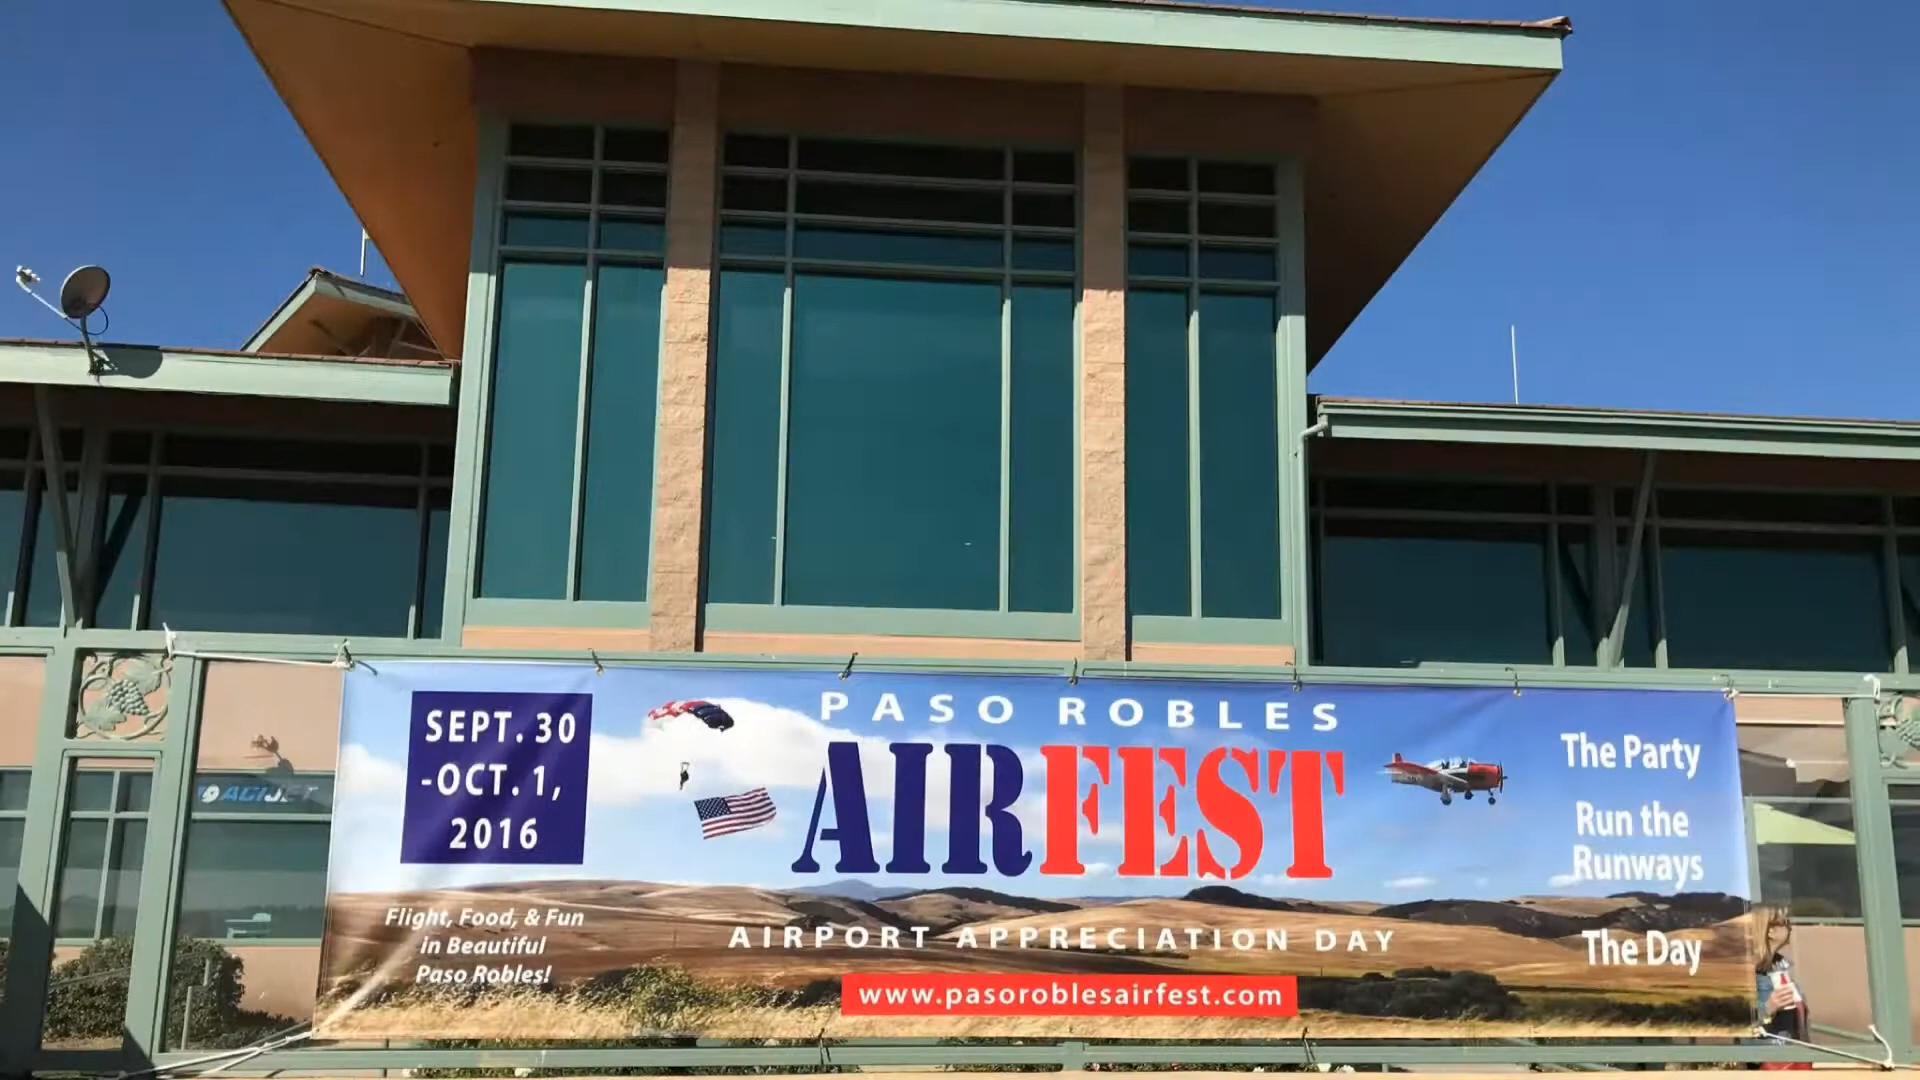 SEPT. 30
-OCT. 1,
2016
Flight, Food, & Fun
in Beautiful
Paso Robles!
PASO ROBLES
AIRFEST
AIRPORT APPRECIATION DAY
www.pasoroblesairfest.com
The Party
Run the
Runways
The Day
ACIJET